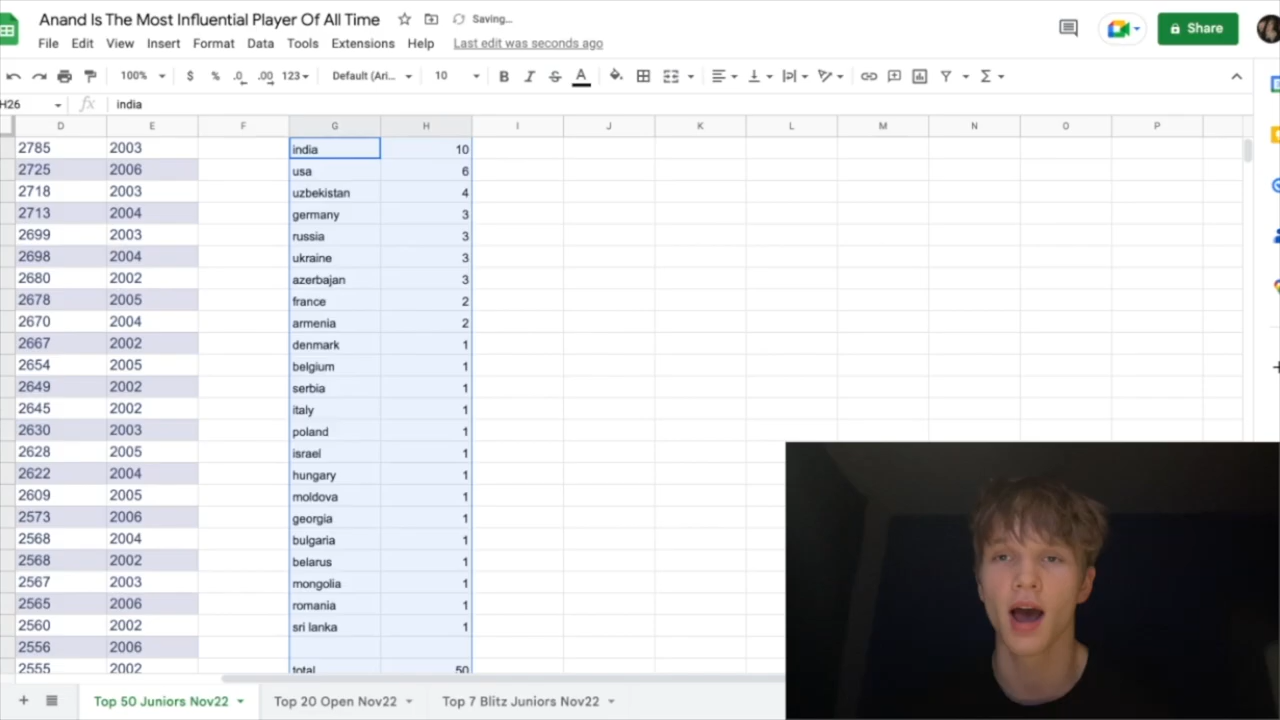 Anand Is The Most Influential Player Of All Time Saving...
File Edit View Insert Format Data Tools Extensions Help Last edit was seconds ago
Share
100% $ % .0 .00 123 Default (Ari... 10 B I S A
H26 fx india
D E F G H I J K L M N O P
2785 2003 india 10
2725 2006 usa 6
2718 2003 uzbekistan 4
2713 2004 germany 3
2699 2003 russia 3
2698 2004 ukraine 3
2680 2002 azerbajan 3
2678 2005 france 2
2670 2004 armenia 2
2667 2002 denmark 1
2654 2005 belgium 1
2649 2002 serbia 1
2645 2002 italy 1
2630 2003 poland 1
2628 2005 israel 1
2622 2004 hungary 1
2609 2005 moldova 1
2573 2006 georgia 1
2568 2004 bulgaria 1
2568 2002 belarus 1
2567 2003 mongolia 1
2565 2006 romania 1
2560 2002 sri lanka 1
2556 2006
2555 2002 total 50
Top 50 Juniors Nov22 Top 20 Open Nov22 Top 7 Blitz Juniors Nov22